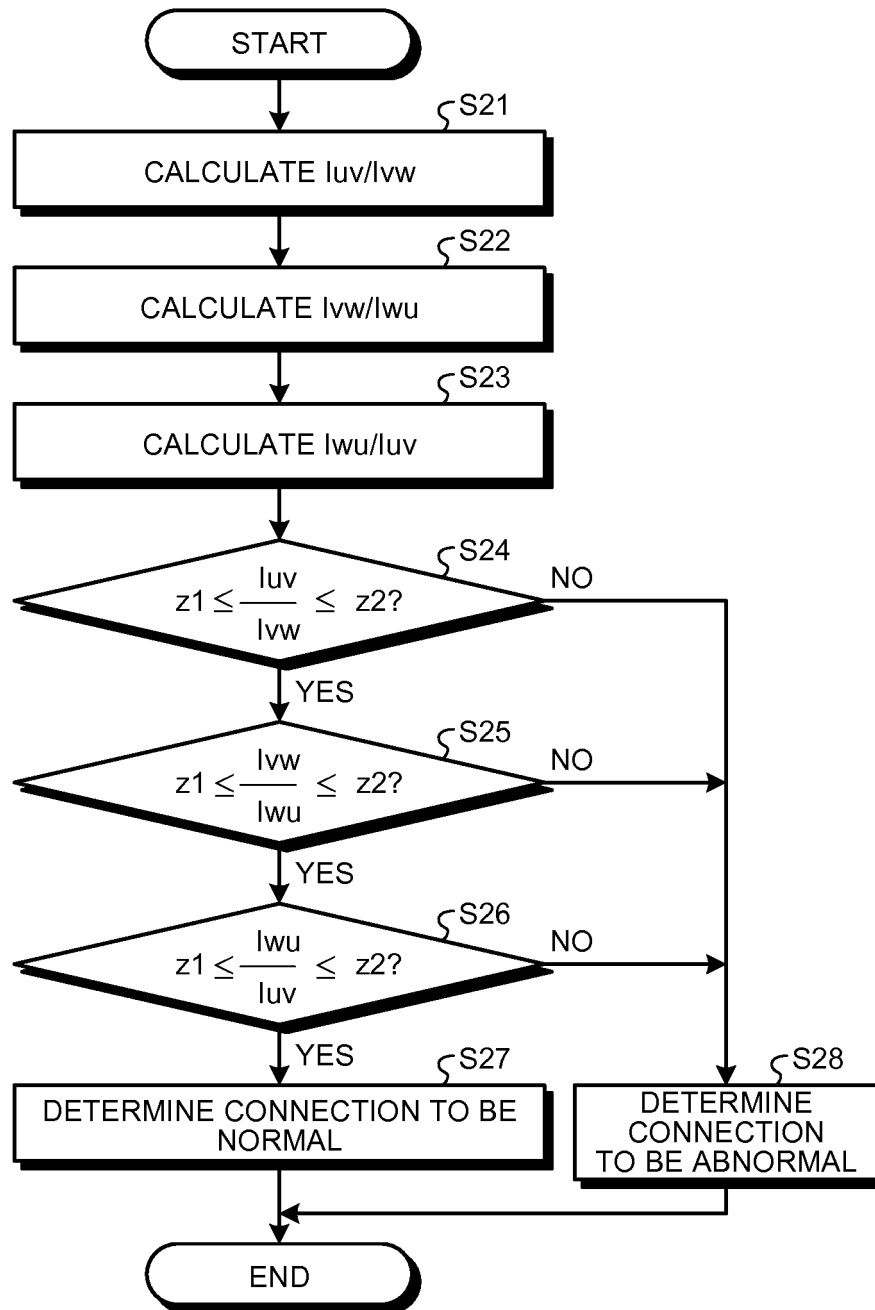 START
S21
CALCULATE Iuv/Ivw
S22
CALCULATE Ivw/Iwu
S23
CALCULATE Iwu/Iuv
S24
z1 ≤ Iuv/Ivw ≤ z2?
NO
YES
S25
z1 ≤ Ivw/Iwu ≤ z2?
NO
YES
S26
z1 ≤ Iwu/Iuv ≤ z2?
NO
YES
S27
DETERMINE CONNECTION TO BE
NORMAL
S28
DETERMINE
CONNECTION
TO BE ABNORMAL
END